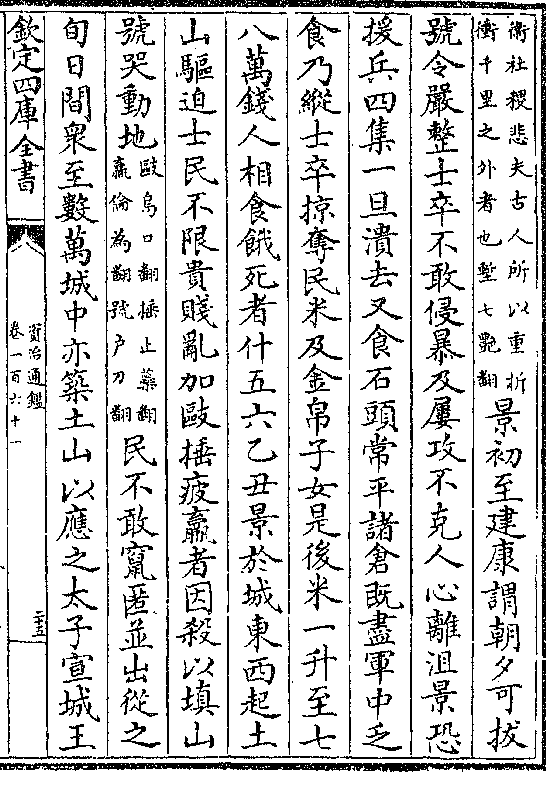 衞社稷悲夫古人所以重折
衝千里之外者也塹七艷翻
景初至建康謂朝夕可拔
號令嚴整士卒不敢侵暴及屢攻不克人心離沮景恐
援兵四集一旦潰去又食石頭常平諸倉既盡軍中乏
食乃縱士卒掠奪民米及金帛子女是後米一升至七
八萬錢人相食餓死者什五六乙丑景於城東西起土
山驅迫士民不限貴賤亂加毆捶疲羸者因殺以填山
號哭動地
毆烏口翻捶止藥翻
羸倫為翻號戶刀翻
民不敢竄匿並出從之
旬日間衆至數萬城中亦築土山以應之太子宣城王
欽定四庫全書
資治通鑑
卷一百六十一
二五